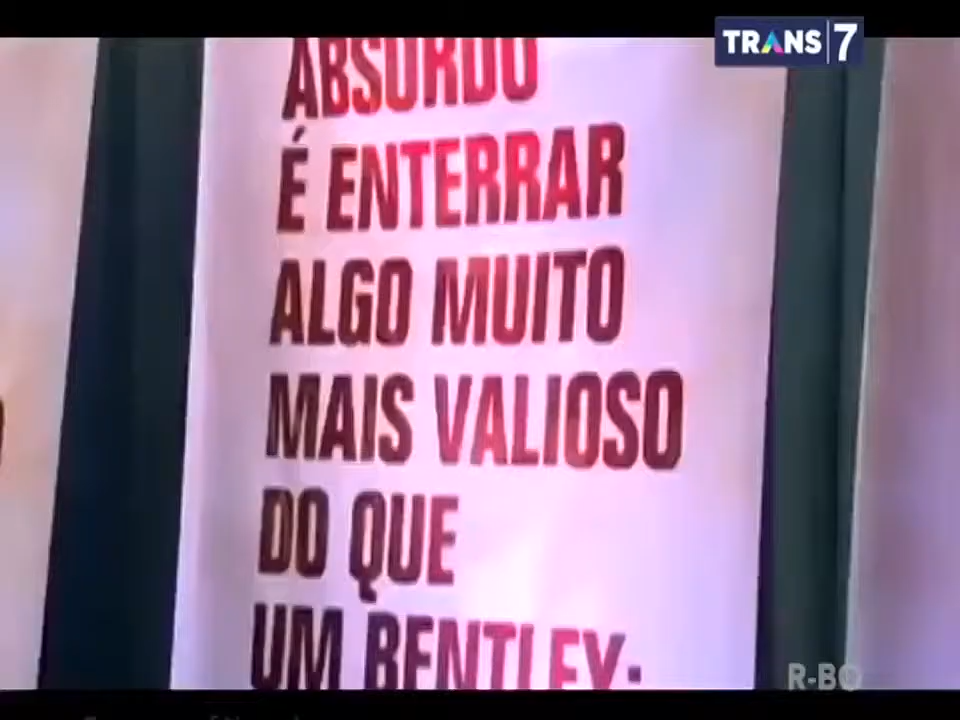 TRANS 7
ABSURDO
É ENTERRAR
ALGO MUITO
MAIS VALIOSO
DO QUE
UM BENTLEY:
R-BO